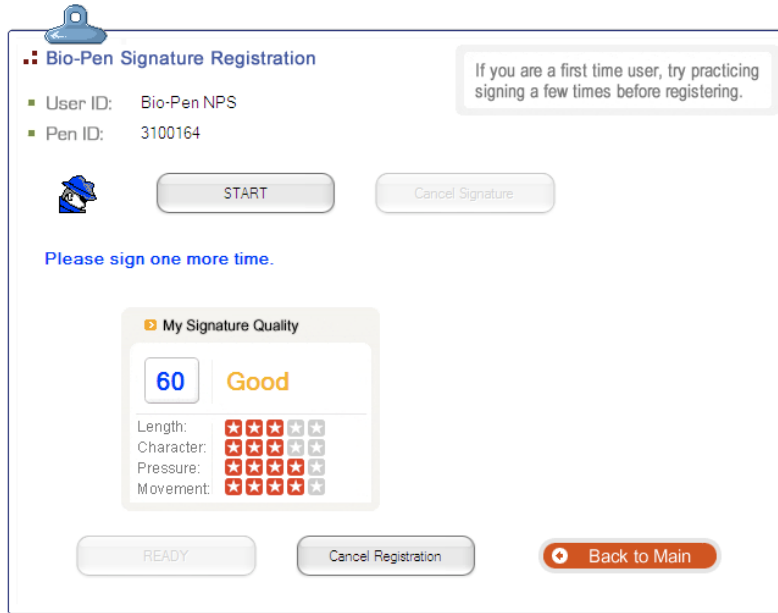 Bio-Pen Signature Registration
If you are a first time user, try practicing
signing a few times before registering.
User ID: Bio-Pen NPS
Pen ID: 3100164
START
Cancel Signature
Please sign one more time.
My Signature Quality
60 Good
Length:
Character:
Pressure:
Movement:
READY
Cancel Registration
Back to Main